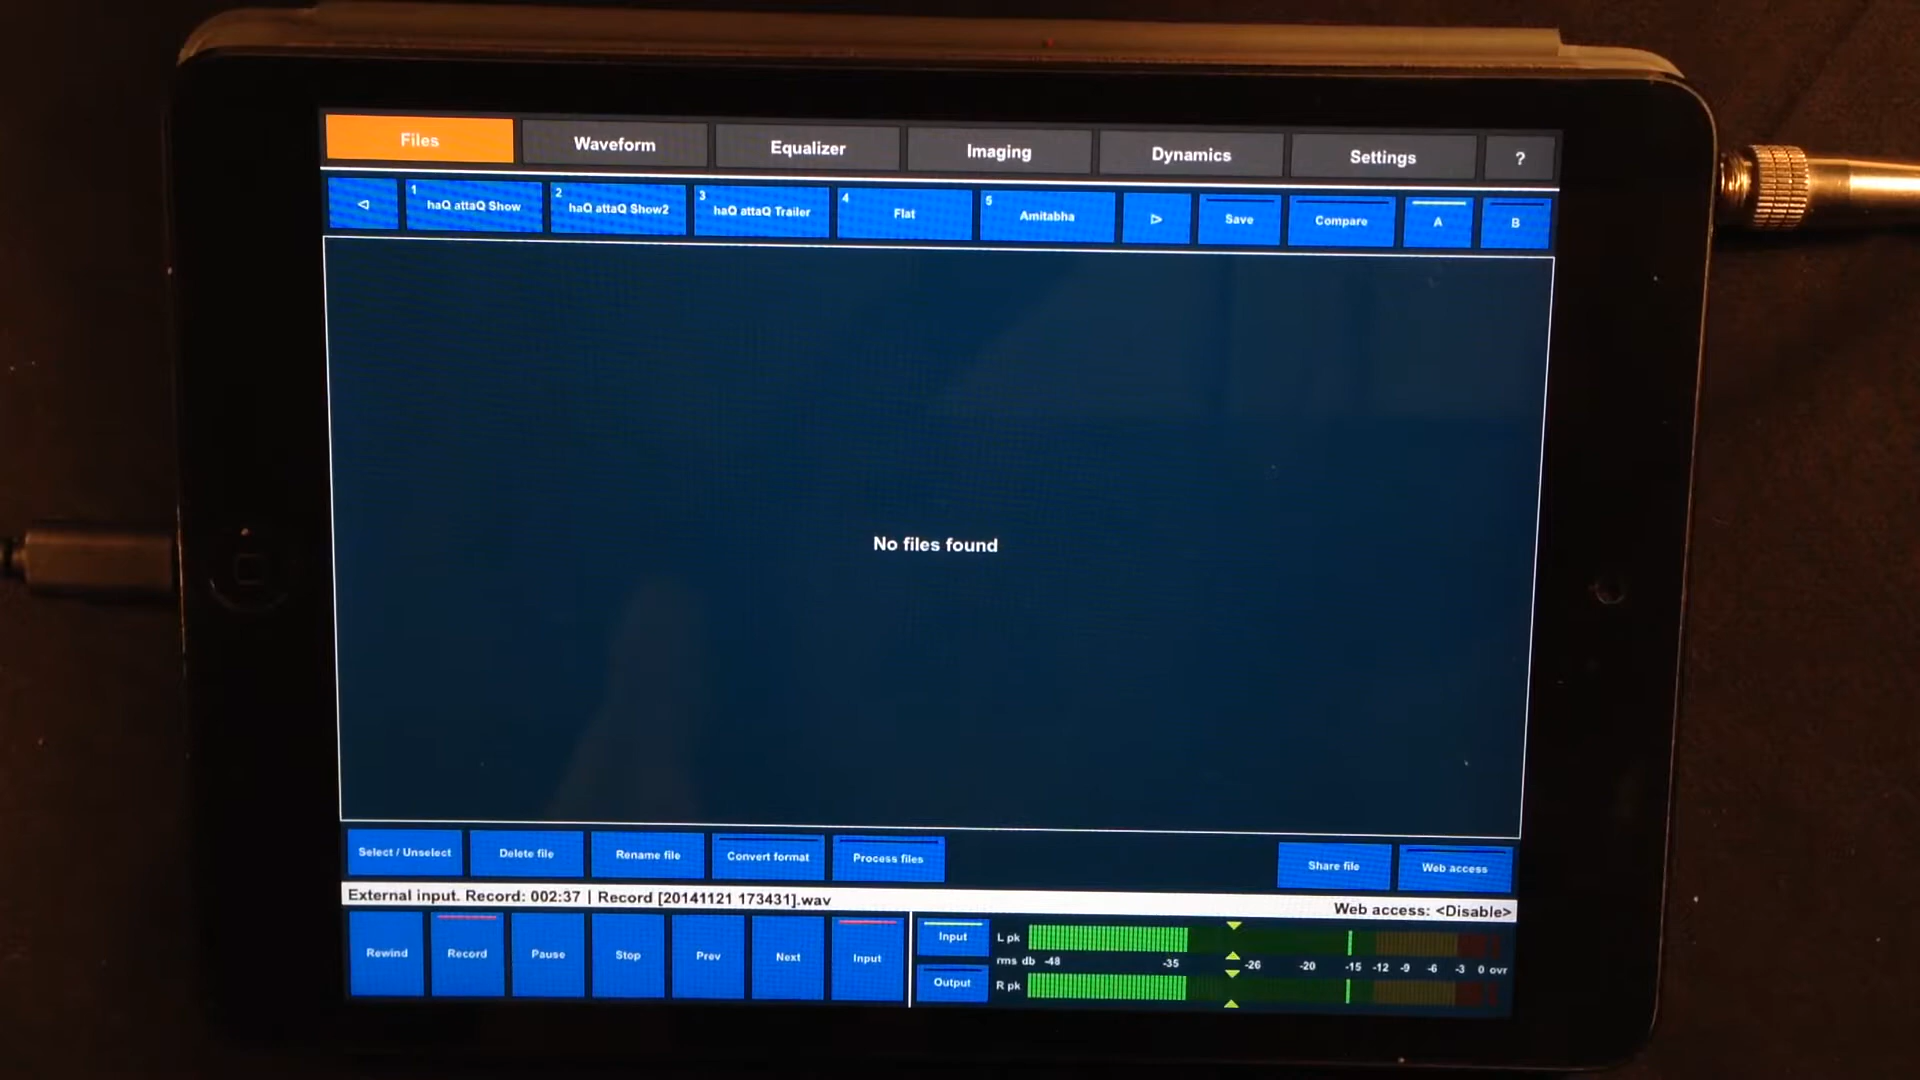 Files Waveform Equalizer Imaging Dynamics Settings ?
1 haQ attaQ Show 2 haQ attaQ Show2 3 haQ attaQ Trailer 4 Flat 5 Amitabha Save Compare A B
No files found
Select / Unselect Delete file Rename file Convert format Process files Share file Web access
External input. Record: 002:37 | Record [20141121 173431].wav Web access: <Disable>
Rewind Record Pause Stop Prev Next Input
Input L pk
rms db -48 -35 -26 -20 -15 -12 -9 -6 -3 0 ovr
Output R pk